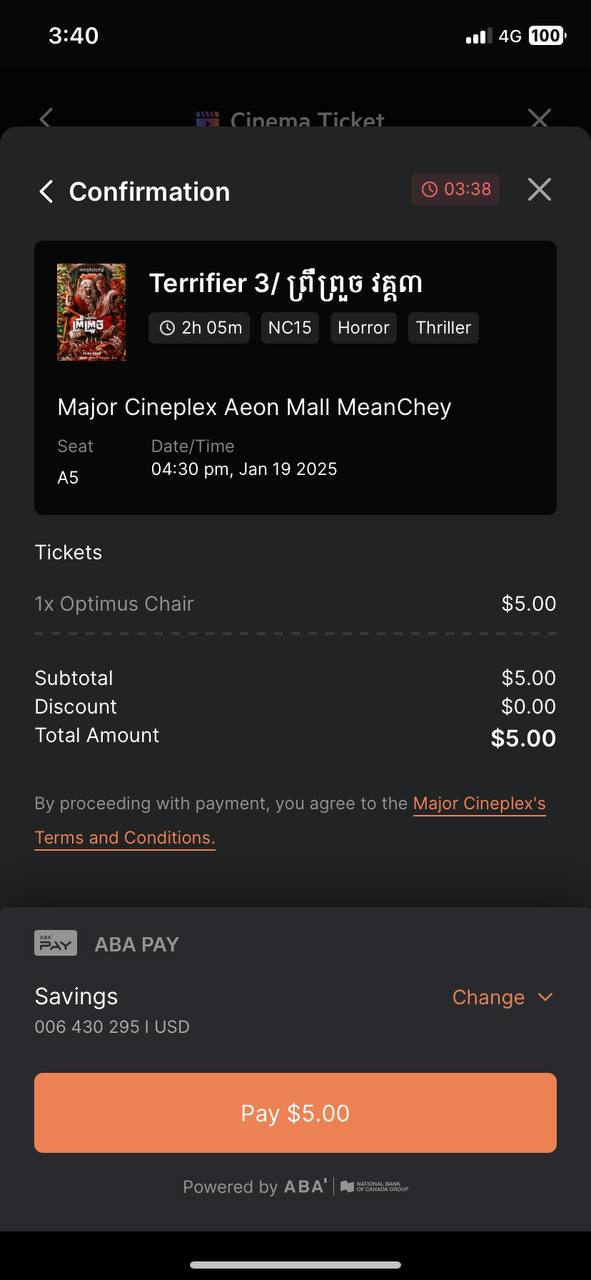 3:40
4G 100
Cinema Ticket
Confirmation
03:38
Terrifier 3/ ព្រឺព្រួច វគ្គ៣
2h 05m NC15 Horror Thriller
Major Cineplex Aeon Mall MeanChey
Seat Date/Time
A5 04:30 pm, Jan 19 2025
Tickets
1x Optimus Chair $5.00
Subtotal $5.00
Discount $0.00
Total Amount $5.00
By proceeding with payment, you agree to the Major Cineplex's
Terms and Conditions.
ABA' PAY ABA PAY
Savings Change
006 430 295 | USD
Pay $5.00
Powered by ABA' NATIONAL BANK
OF CANADA GROUP